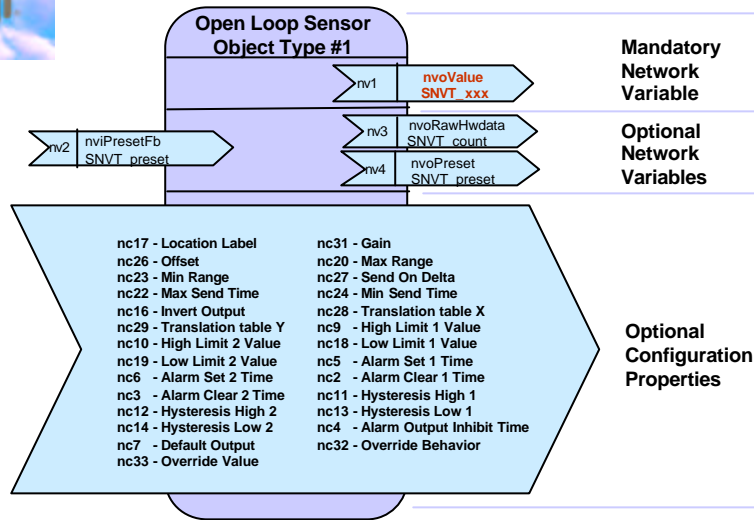 Open Loop Sensor
Object Type #1
Mandatory
Network
Variable
nv1
nvoValue
SNVT_xxx
nv3
nvoRawHwdata
SNVT_count
nv2
nviPresetFb
SNVT_preset
nv4
nvoPreset
SNVT_preset
Optional
Network
Variables
nc17 - Location Label nc31 - Gain
nc26 - Offset nc20 - Max Range
nc23 - Min Range nc27 - Send On Delta
nc22 - Max Send Time nc24 - Min Send Time
nc16 - Invert Output nc28 - Translation table X
nc29 - Translation table Y nc9 - High Limit 1 Value
nc10 - High Limit 2 Value nc18 - Low Limit 1 Value
nc19 - Low Limit 2 Value nc5 - Alarm Set 1 Time
nc6 - Alarm Set 2 Time nc2 - Alarm Clear 1 Time
nc3 - Alarm Clear 2 Time nc11 - Hysteresis High 1
nc12 - Hysteresis High 2 nc13 - Hysteresis Low 1
nc14 - Hysteresis Low 2 nc4 - Alarm Output Inhibit Time
nc7 - Default Output nc32 - Override Behavior
nc33 - Override Value
Optional
Configuration
Properties